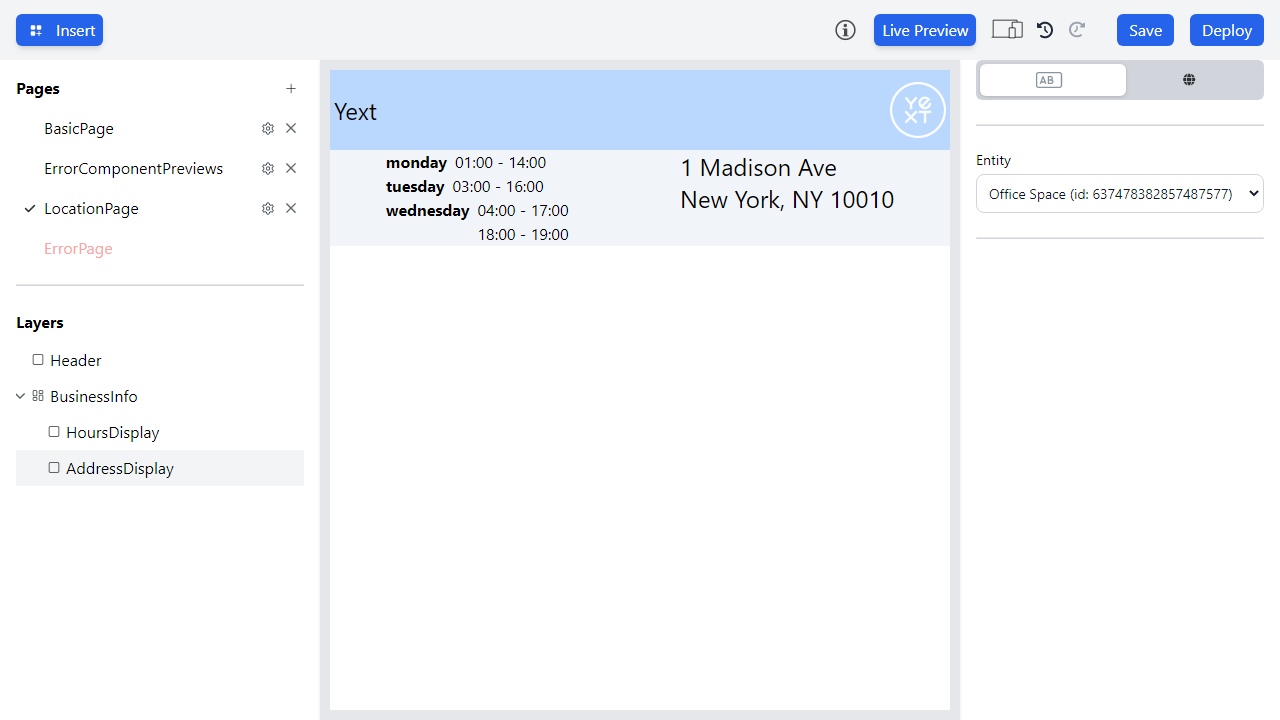 Insert
Live Preview
Save
Deploy
Pages
BasicPage
ErrorComponentPreviews
LocationPage
ErrorPage
Layers
Header
BusinessInfo
HoursDisplay
AddressDisplay
Yext
YEXT
monday 01:00 - 14:00
tuesday 03:00 - 16:00
wednesday 04:00 - 17:00
18:00 - 19:00
1 Madison Ave
New York, NY 10010
AB
Entity
Office Space (id: 637478382857487577)